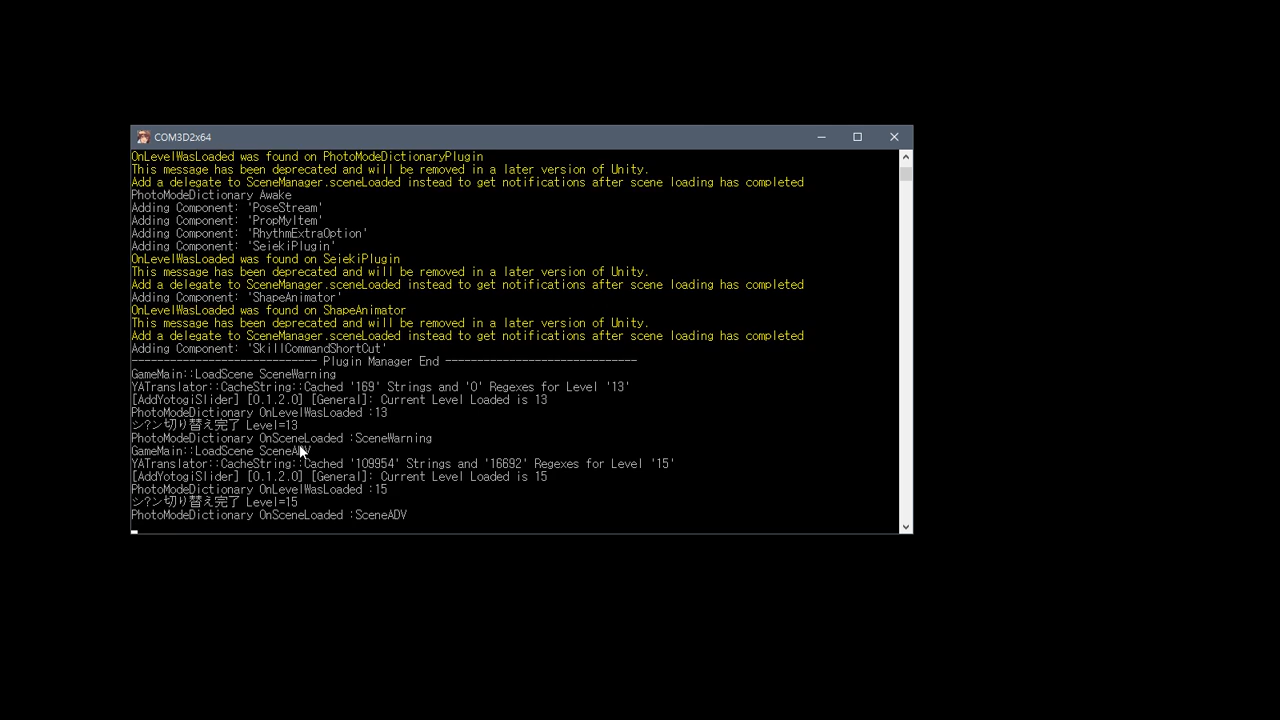 COM3D2x64
OnLevelWasLoaded was found on PhotoModeDictionaryPlugin
This message has been deprecated and will be removed in a later version of Unity.
Add a delegate to SceneManager.sceneLoaded instead to get notifications after scene loading has completed
PhotoModeDictionary Awake
Adding Component: 'PoseStream'
Adding Component: 'PropMyItem'
Adding Component: 'RhythmExtraOption'
Adding Component: 'SeiekiPlugin'
OnLevelWasLoaded was found on SeiekiPlugin
This message has been deprecated and will be removed in a later version of Unity.
Add a delegate to SceneManager.sceneLoaded instead to get notifications after scene loading has completed
Adding Component: 'ShapeAnimator'
OnLevelWasLoaded was found on ShapeAnimator
This message has been deprecated and will be removed in a later version of Unity.
Add a delegate to SceneManager.sceneLoaded instead to get notifications after scene loading has completed
Adding Component: 'SkillCommandShortCut'
----------------------------- Plugin Manager End ------------------------------
GameMain::LoadScene SceneWarning
YATranslator::CacheString::Cached '169' Strings and '0' Regexes for Level '13'
[AddYotogiSlider] [0.1.2.0] [General]: Current Level Loaded is 13
PhotoModeDictionary OnLevelWasLoaded :13
シ?ン切り替え完了 Level=13
PhotoModeDictionary OnSceneLoaded :SceneWarning
GameMain::LoadScene SceneADV
YATranslator::CacheString::Cached '109954' Strings and '16692' Regexes for Level '15'
[AddYotogiSlider] [0.1.2.0] [General]: Current Level Loaded is 15
PhotoModeDictionary OnLevelWasLoaded :15
シ?ン切り替え完了 Level=15
PhotoModeDictionary OnSceneLoaded :SceneADV